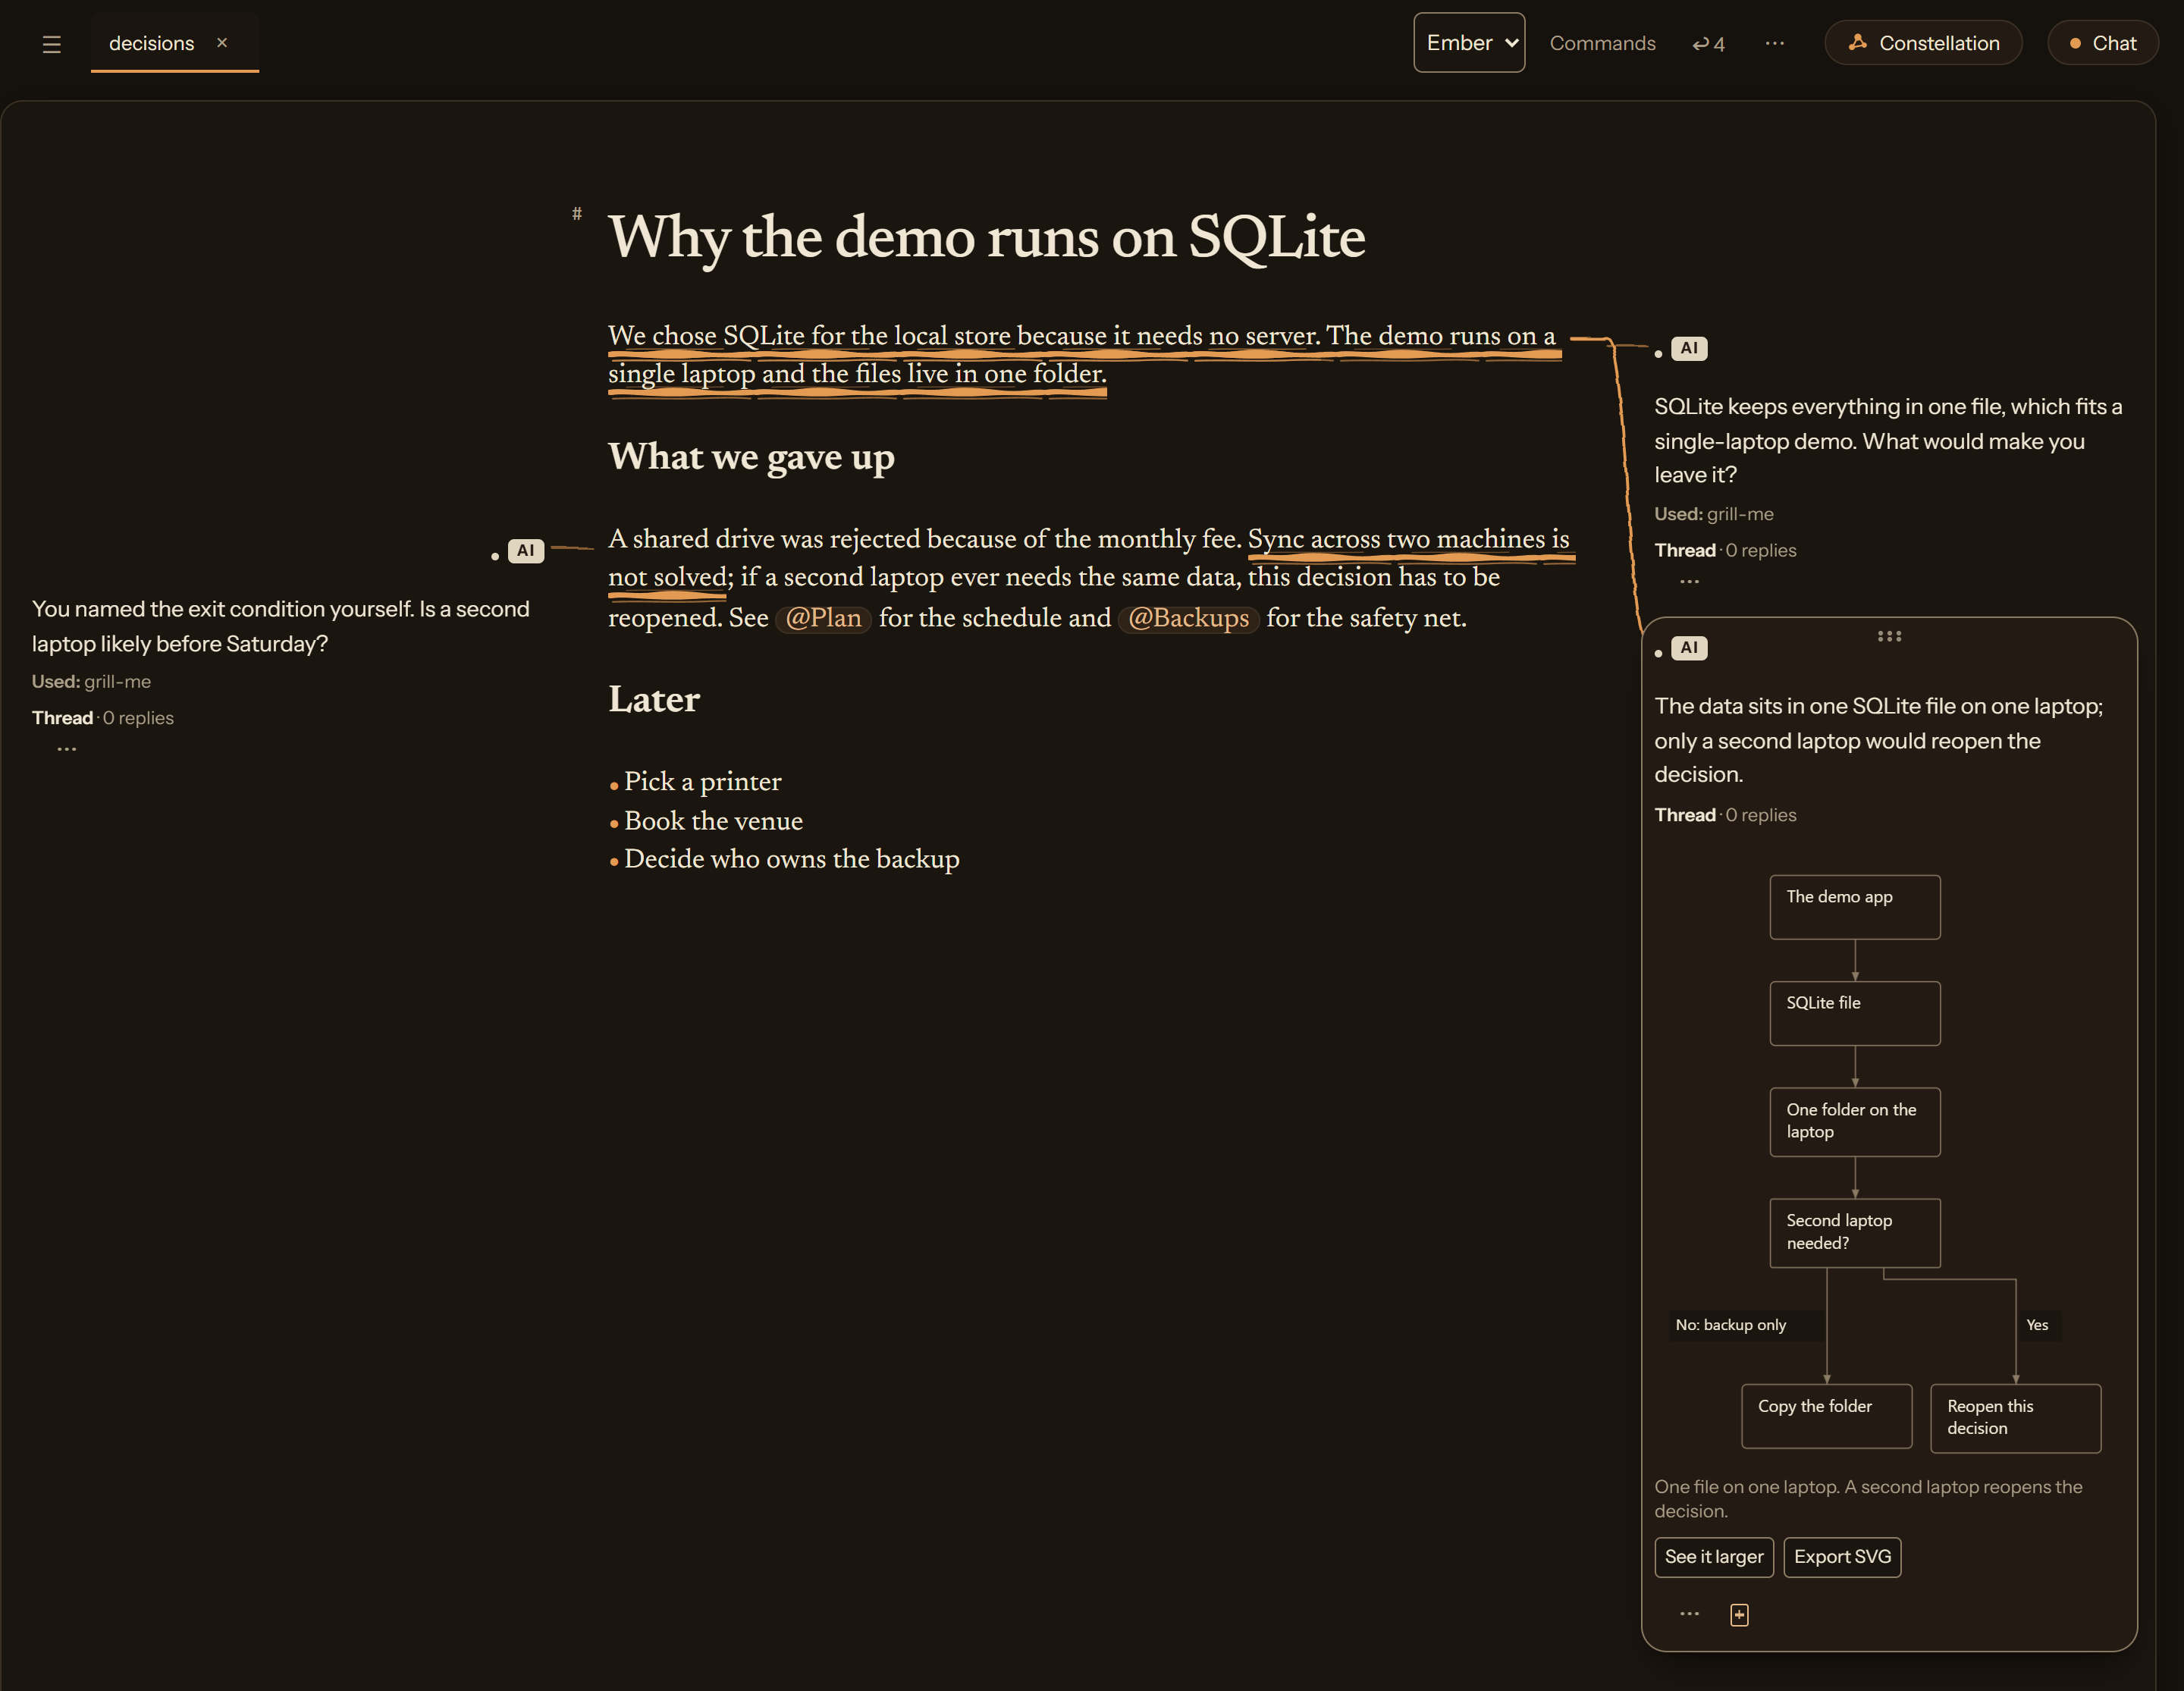 decisions ×
Ember
Commands
4
Constellation
Chat
#
Why the demo runs on SQLite
We chose SQLite for the local store because it needs no server. The demo runs on a
single laptop and the files live in one folder.
What we gave up
A shared drive was rejected because of the monthly fee. Sync across two machines is
not solved; if a second laptop ever needs the same data, this decision has to be
reopened. See @Plan for the schedule and @Backups for the safety net.
Later
• Pick a printer
• Book the venue
• Decide who owns the backup
AI
You named the exit condition yourself. Is a second
laptop likely before Saturday?
Used: grill-me
Thread · 0 replies
AI
SQLite keeps everything in one file, which fits a
single-laptop demo. What would make you
leave it?
Used: grill-me
Thread · 0 replies
AI
The data sits in one SQLite file on one laptop;
only a second laptop would reopen the
decision.
Thread · 0 replies
The demo app
SQLite file
One folder on the
laptop
Second laptop
needed?
No: backup only
Yes
Copy the folder
Reopen this
decision
One file on one laptop. A second laptop reopens the
decision.
See it larger
Export SVG